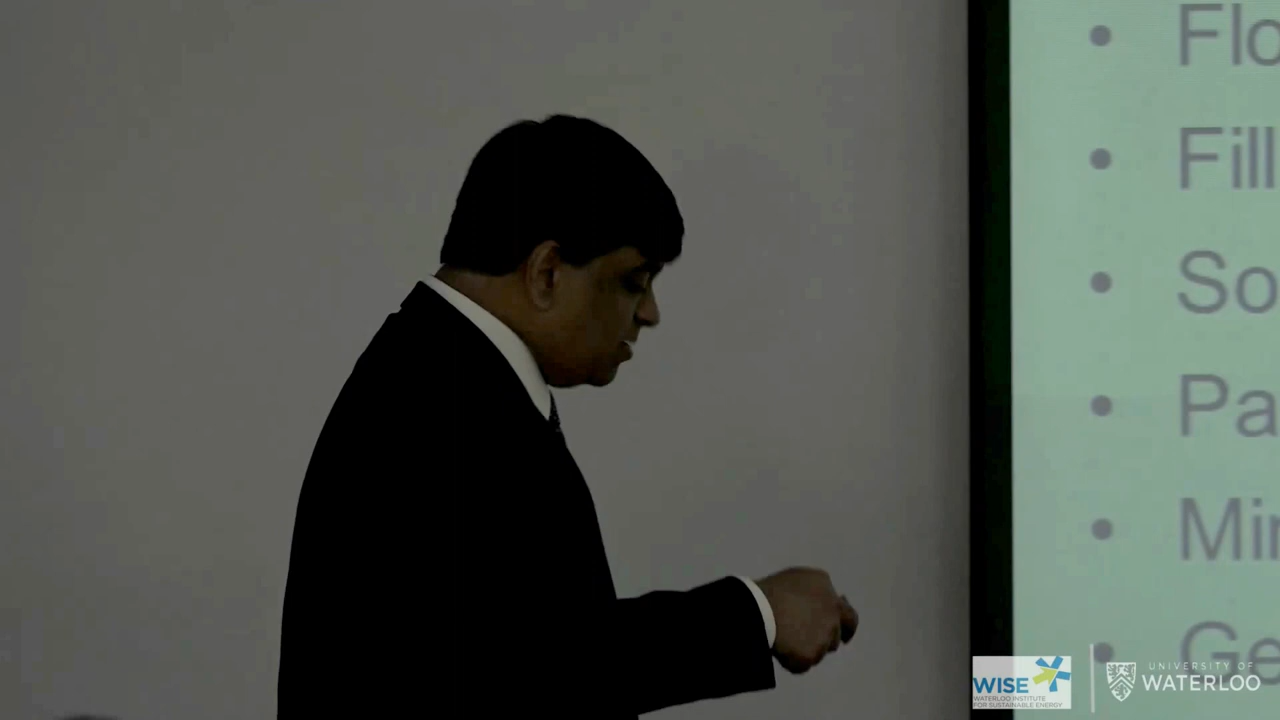 • Flo
• Fill
• So
• Pa
• Mi
• Ge
WISE
WATERLOO INSTITUTE
FOR SUSTAINABLE ENERGY
UNIVERSITY OF
WATERLOO